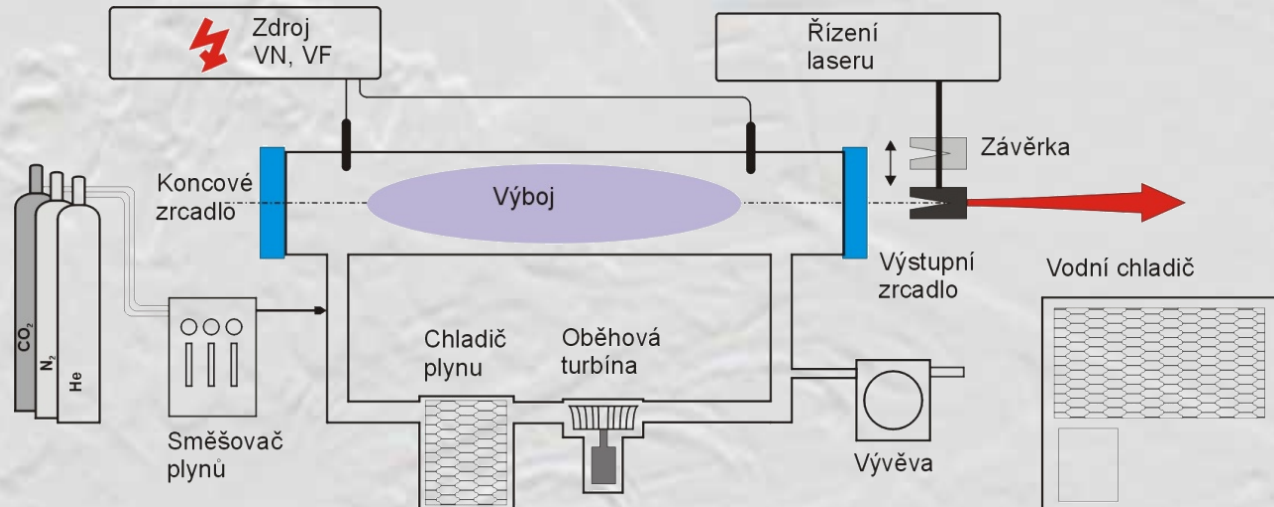 Zdroj
VN, VF
Řízení
laseru
Závěrka
Koncové
zrcadlo
Výboj
Výstupní
zrcadlo
Vodní chladič
CO₂
N₂
He
Chladič
plynu
Oběhová
turbína
Směšovač
plynů
Vývěva